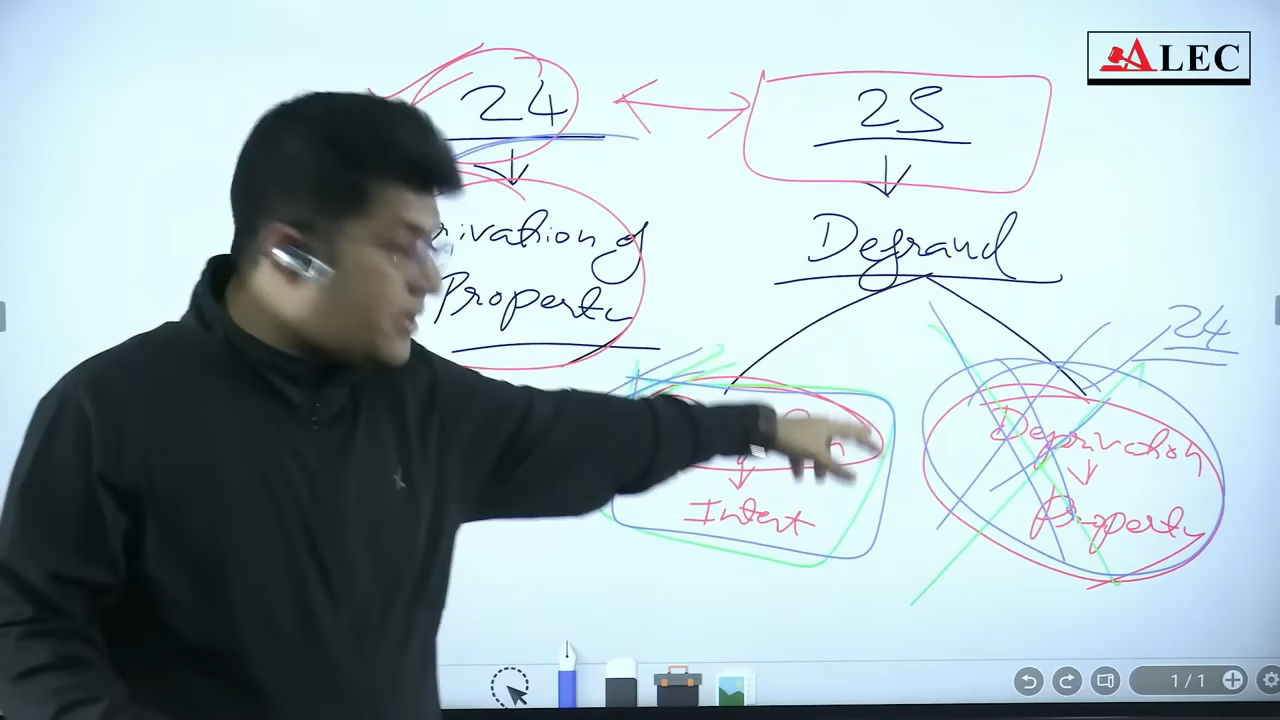 ALEC
24
25
rivation of
Property
Defraud
24
Deprivation
Intent
Property
1/1